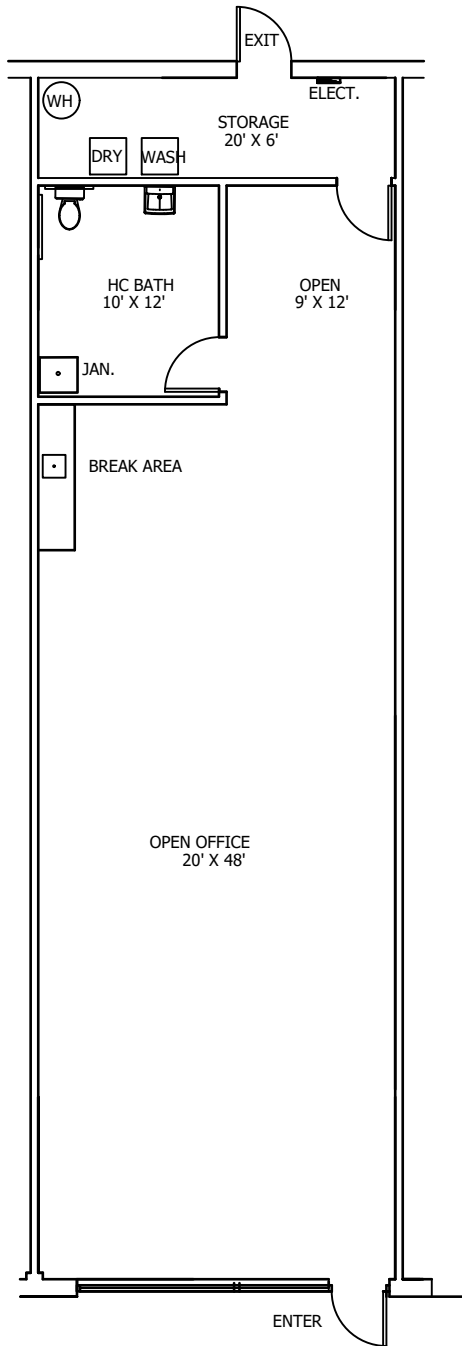 EXIT
WH
ELECT.
STORAGE
20' X 6'
DRY
WASH
HC BATH
10' X 12'
OPEN
9' X 12'
JAN.
BREAK AREA
OPEN OFFICE
20' X 48'
ENTER